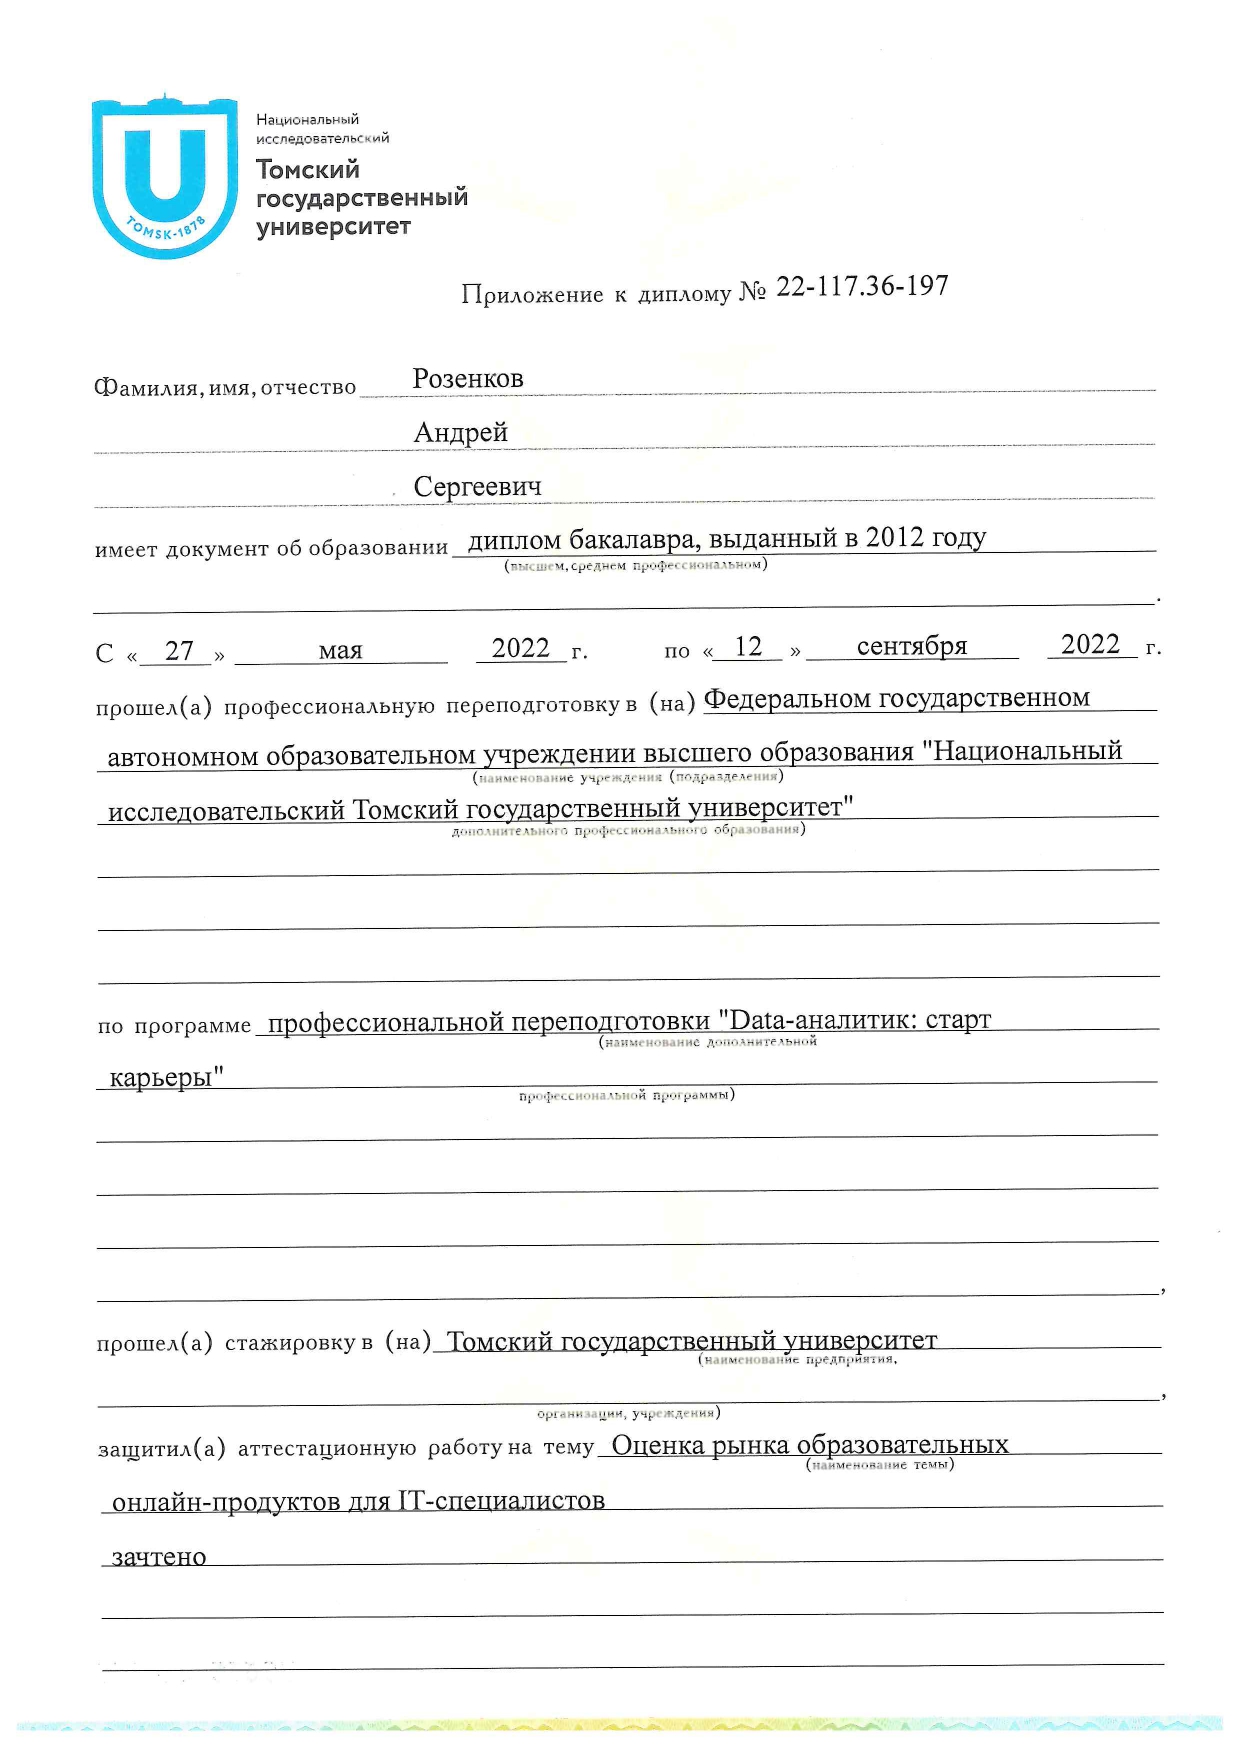 Национальный
исследовательский
Томский
государственный
университет
TOMSK-1878
Приложение к диплому № 22-117.36-197
Фамилия, имя, отчество Розенков
Андрей
Сергеевич
имеет документ об образовании диплом бакалавра, выданный в 2012 году
(высшем, среднем профессиональном)
.
С « 27 » мая 2022 г. по « 12 » сентября 2022 г.
прошел(а) профессиональную переподготовку в (на) Федеральном государственном
автономном образовательном учреждении высшего образования "Национальный
(наименование учреждения (подразделения)
исследовательский Томский государственный университет"
дополнительного профессионального образования)
по программе профессиональной переподготовки "Data-аналитик: старт
(наименование дополнительной
карьеры"
профессиональной программы)
,
прошел(а) стажировку в (на) Томский государственный университет
(наименование предприятия,
,
организации, учреждения)
защитил(а) аттестационную работу на тему Оценка рынка образовательных
(наименование темы)
онлайн-продуктов для IT-специалистов
зачтено